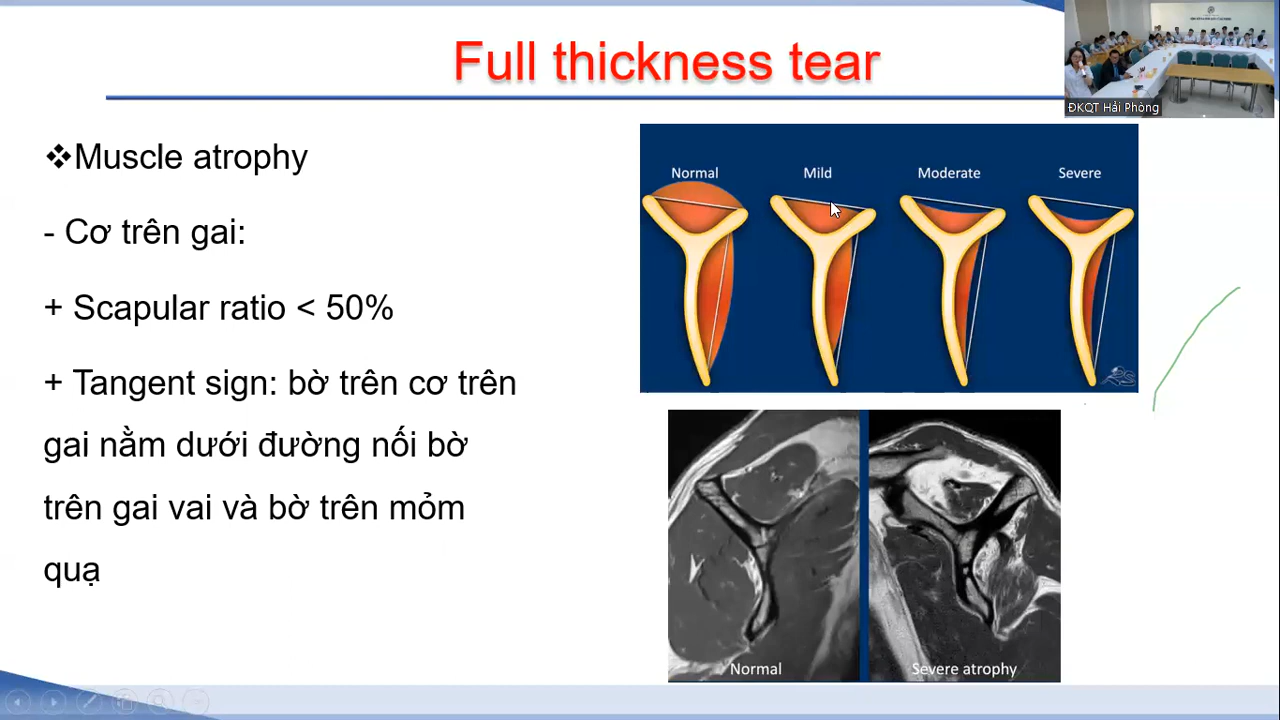 Full thickness tear
ĐKQT Hải Phòng
❖Muscle atrophy
- Cơ trên gai:
+ Scapular ratio < 50%
+ Tangent sign: bờ trên cơ trên
gai nằm dưới đường nối bờ
trên gai vai và bờ trên mỏm
quạ
Normal
Mild
Moderate
Severe
Normal
Severe atrophy